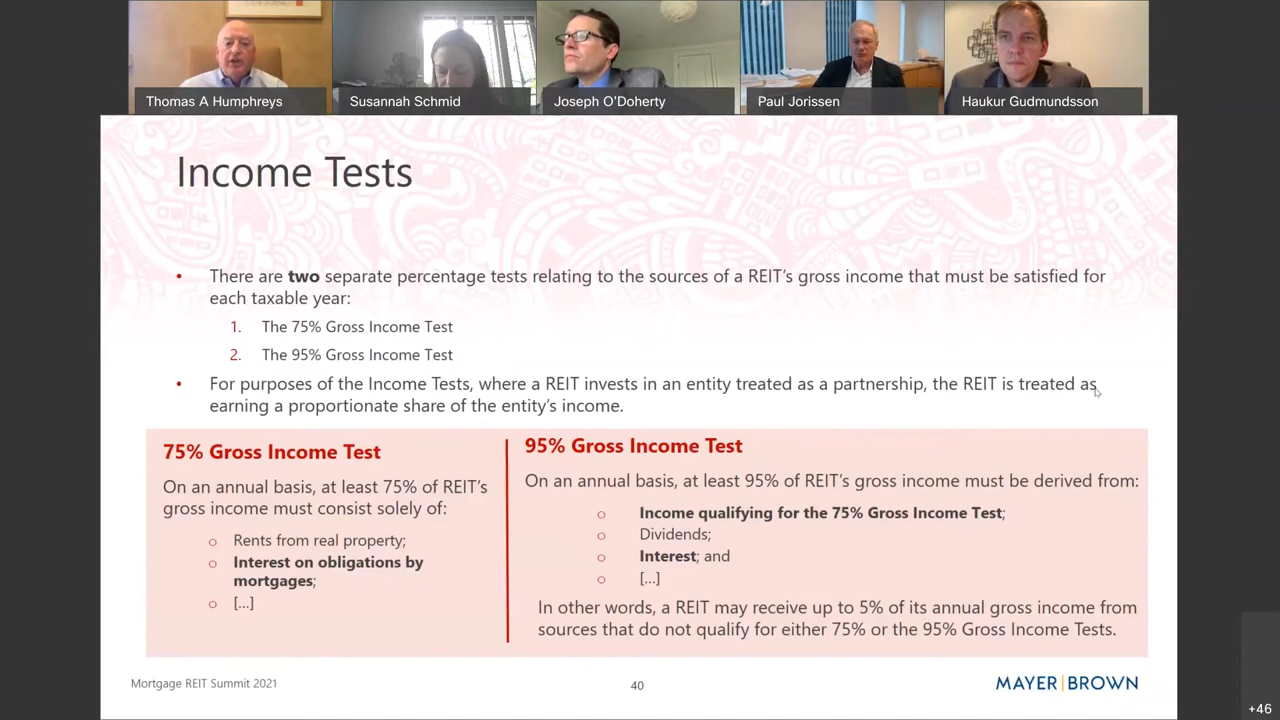 Thomas A Humphreys
Susannah Schmid
Joseph O'Doherty
Paul Jorissen
Haukur Gudmundsson
Income Tests
• There are two separate percentage tests relating to the sources of a REIT's gross income that must be satisfied for
each taxable year:
1. The 75% Gross Income Test
2. The 95% Gross Income Test
• For purposes of the Income Tests, where a REIT invests in an entity treated as a partnership, the REIT is treated as
earning a proportionate share of the entity's income.
75% Gross Income Test
On an annual basis, at least 75% of REIT's
gross income must consist solely of:
o Rents from real property;
o Interest on obligations by
mortgages;
o [...]
95% Gross Income Test
On an annual basis, at least 95% of REIT's gross income must be derived from:
o Income qualifying for the 75% Gross Income Test;
o Dividends;
o Interest; and
o [...]
In other words, a REIT may receive up to 5% of its annual gross income from
sources that do not qualify for either 75% or the 95% Gross Income Tests.
Mortgage REIT Summit 2021
40
MAYER|BROWN
+46